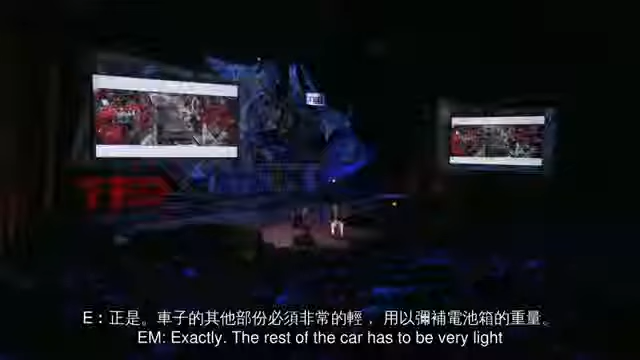 TED
E：正是。車子的其他部份必須非常的輕， 用以彌補電池箱的重量。
EM: Exactly. The rest of the car has to be very light